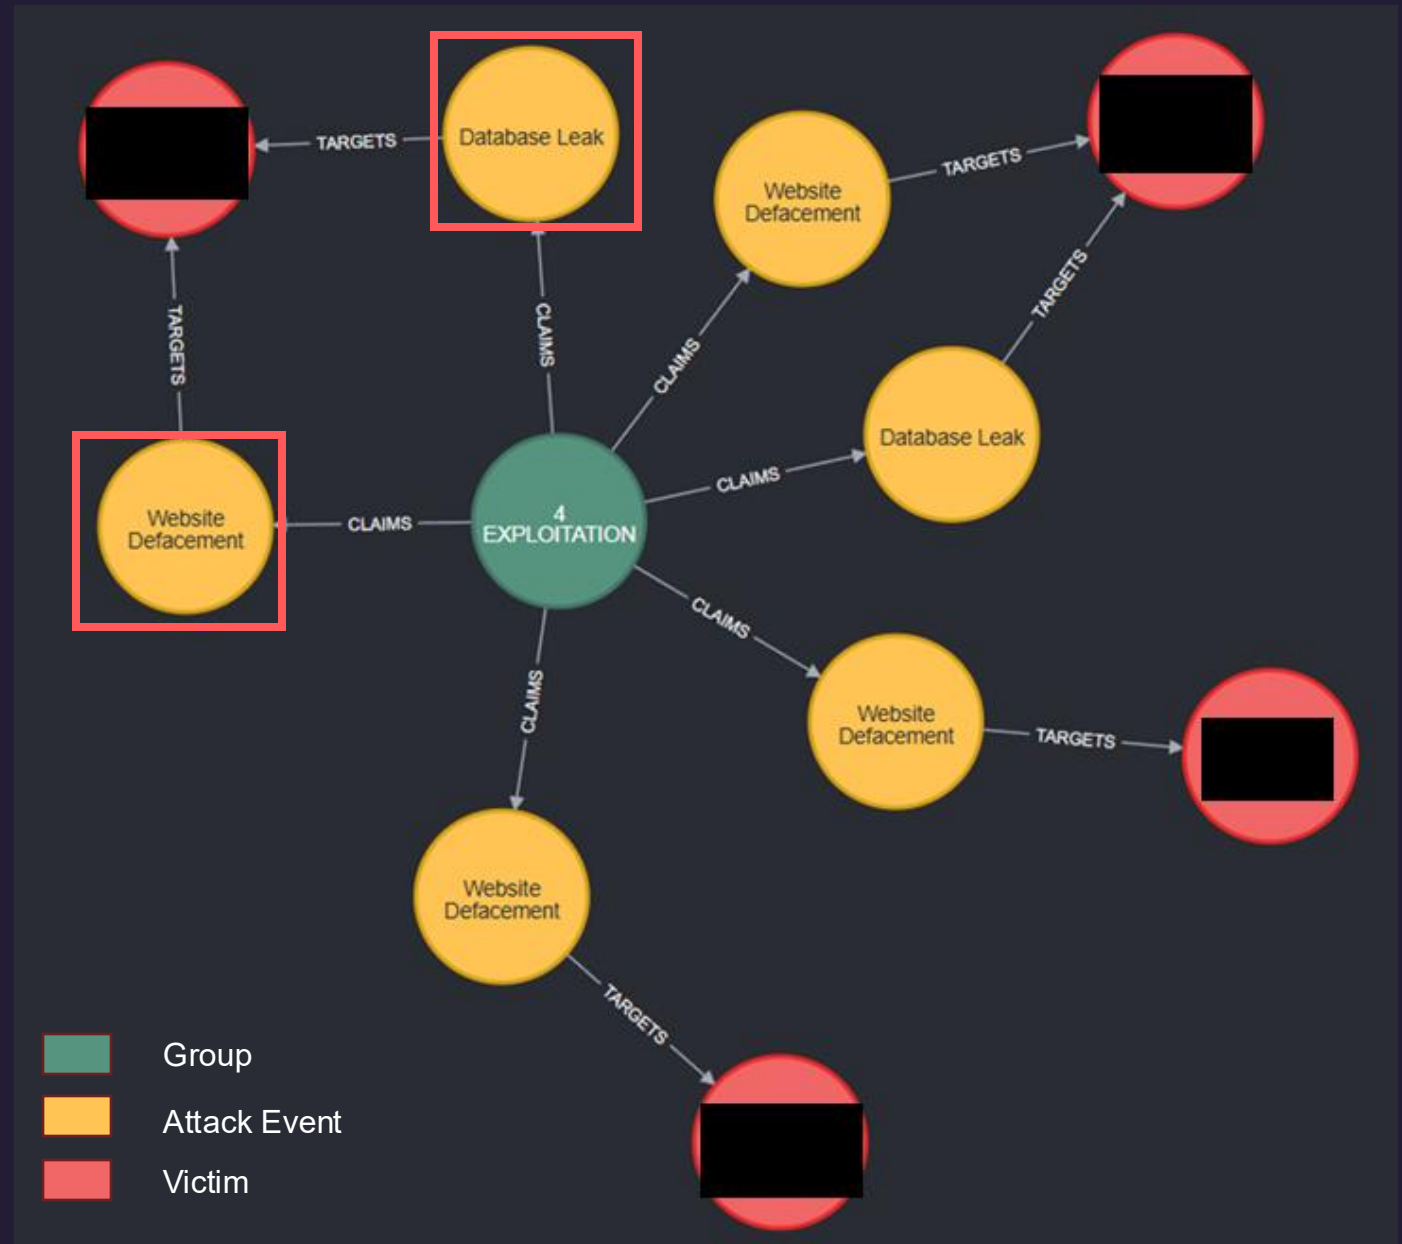 Database Leak
TARGETS
Website
Defacement
TARGETS
TARGETS
TARGETS
CLAIMS
CLAIMS
Database Leak
CLAIMS
Website
Defacement
CLAIMS
4
EXPLOITATION
CLAIMS
CLAIMS
Website
Defacement
TARGETS
Website
Defacement
TARGETS
Group
Attack Event
Victim